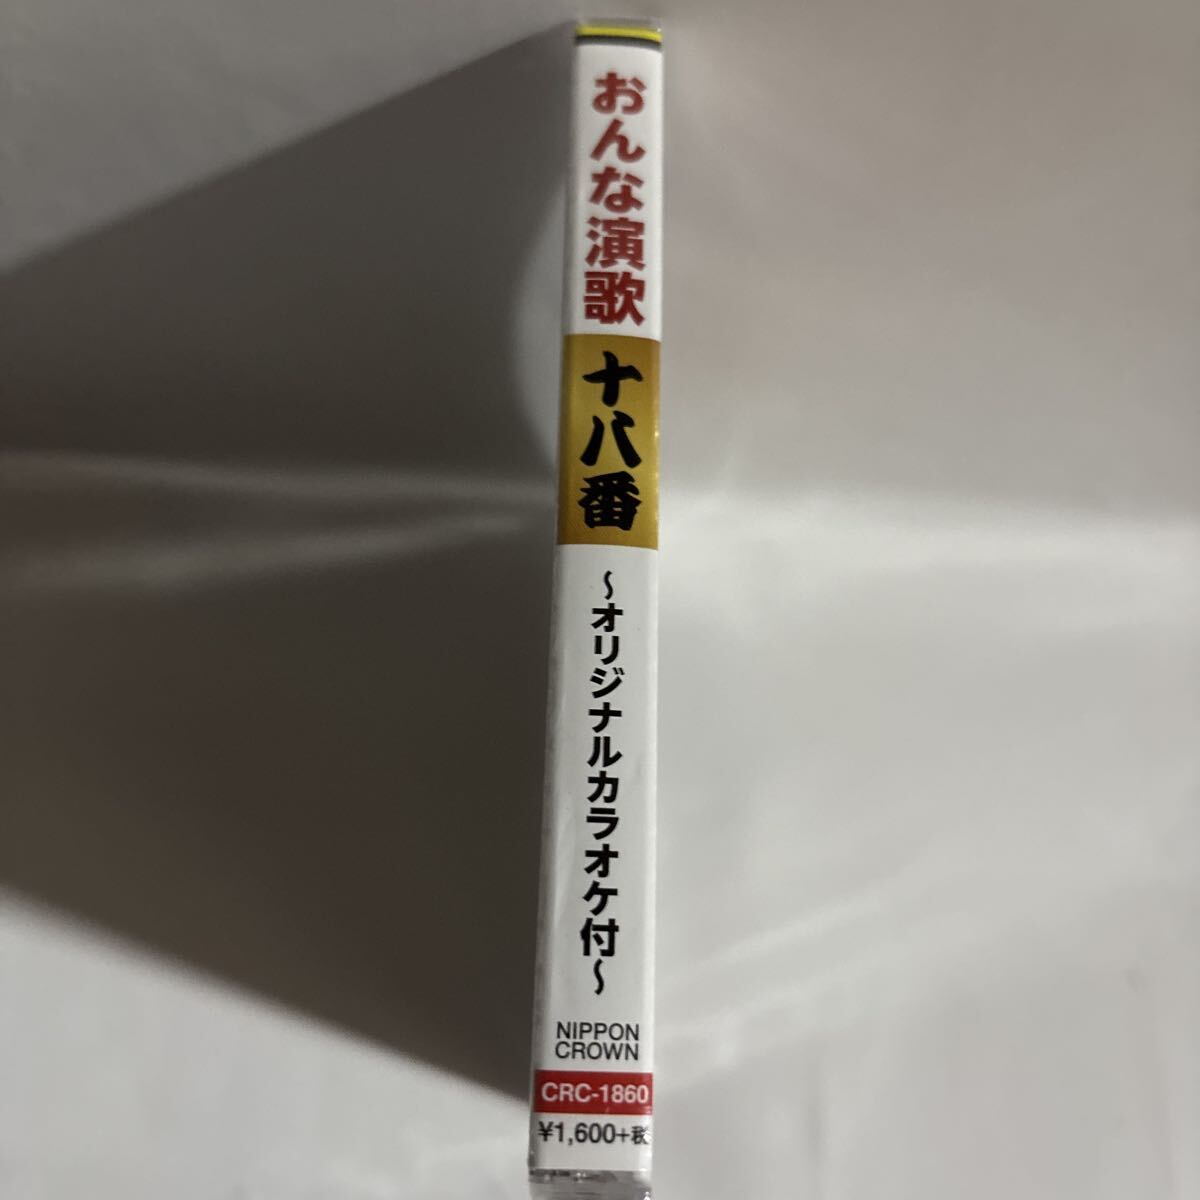 おんな演歌
十八番
～オリジナルカラオケ付～
NIPPON
CROWN
CRC-1860
¥1,600+税